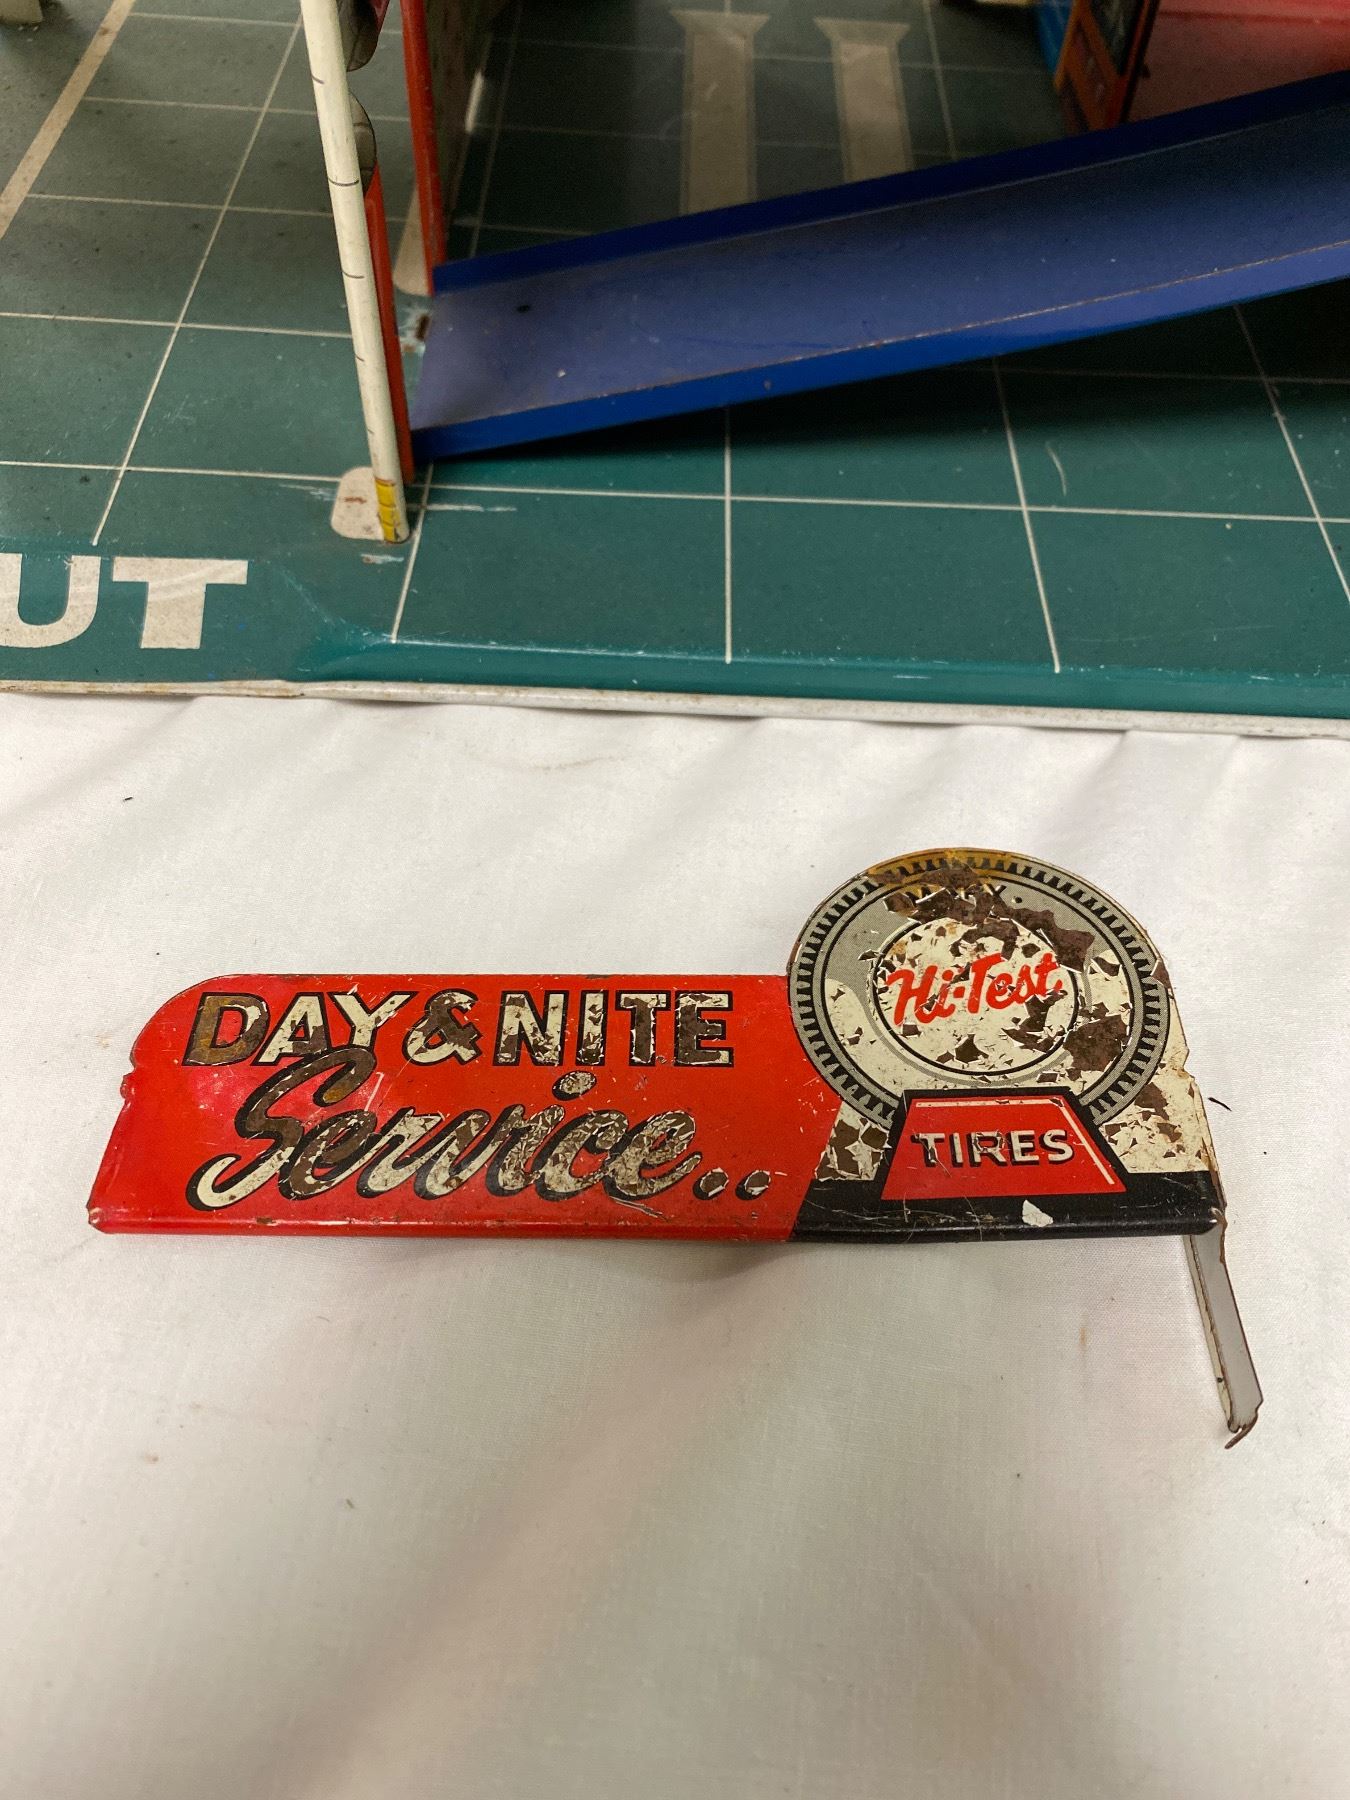 UT
DAY & NITE
Service..
Hi-Test
TIRES